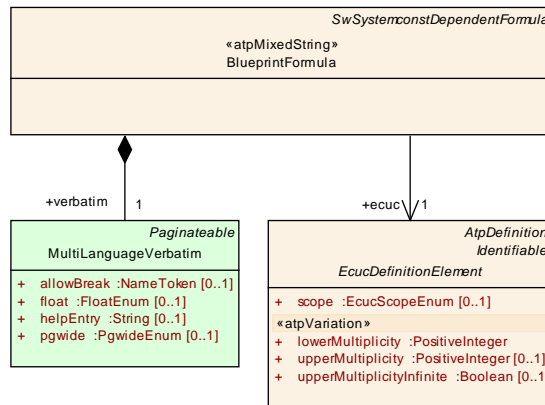 SwSystemconstDependentFormula
«atpMixedString»
BlueprintFormula
+verbatim 1
+ecuc 1
Paginateable
MultiLanguageVerbatim
+ allowBreak :NameToken [0..1]
+ float :FloatEnum [0..1]
+ helpEntry :String [0..1]
+ pgwide :PgwideEnum [0..1]
AtpDefinition
Identifiable
EcucDefinitionElement
+ scope :EcucScopeEnum [0..1]
«atpVariation»
+ lowerMultiplicity :PositiveInteger
+ upperMultiplicity :PositiveInteger [0..1]
+ upperMultiplicityInfinite :Boolean [0..1